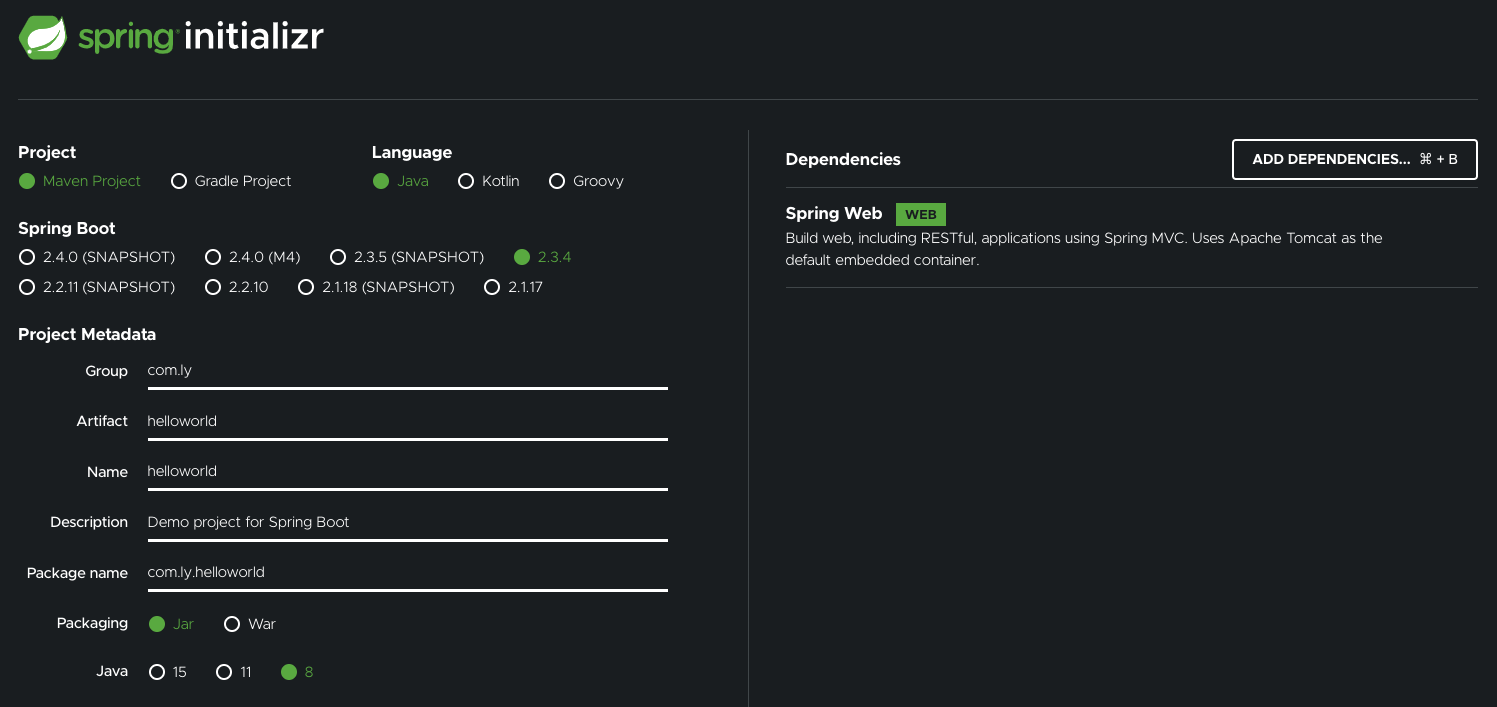 spring initializr
Project
Maven Project Gradle Project
Language
Java Kotlin Groovy
Spring Boot
2.4.0 (SNAPSHOT) 2.4.0 (M4) 2.3.5 (SNAPSHOT) 2.3.4
2.2.11 (SNAPSHOT) 2.2.10 2.1.18 (SNAPSHOT) 2.1.17
Project Metadata
Group com.ly
Artifact helloworld
Name helloworld
Description Demo project for Spring Boot
Package name com.ly.helloworld
Packaging Jar War
Java 15 11 8
Dependencies ADD DEPENDENCIES... ⌘ + B
Spring Web WEB
Build web, including RESTful, applications using Spring MVC. Uses Apache Tomcat as the
default embedded container.